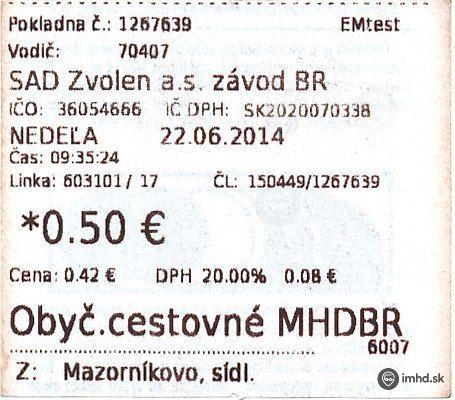 Pokladna č.: 1267639 EMtest
Vodič: 70407
SAD Zvolen a.s. závod BR
IČO: 36054666 IČ DPH: SK2020070338
NEDEĽA 22.06.2014
Čas: 09:35:24
Linka: 603101/ 17 ČL: 150449/1267639
*0.50 €
Cena: 0.42 € DPH 20.00% 0.08 €
Obyč.cestovné MHDBR
6007
Z: Mazorníkovo, sídl.
imhd.sk